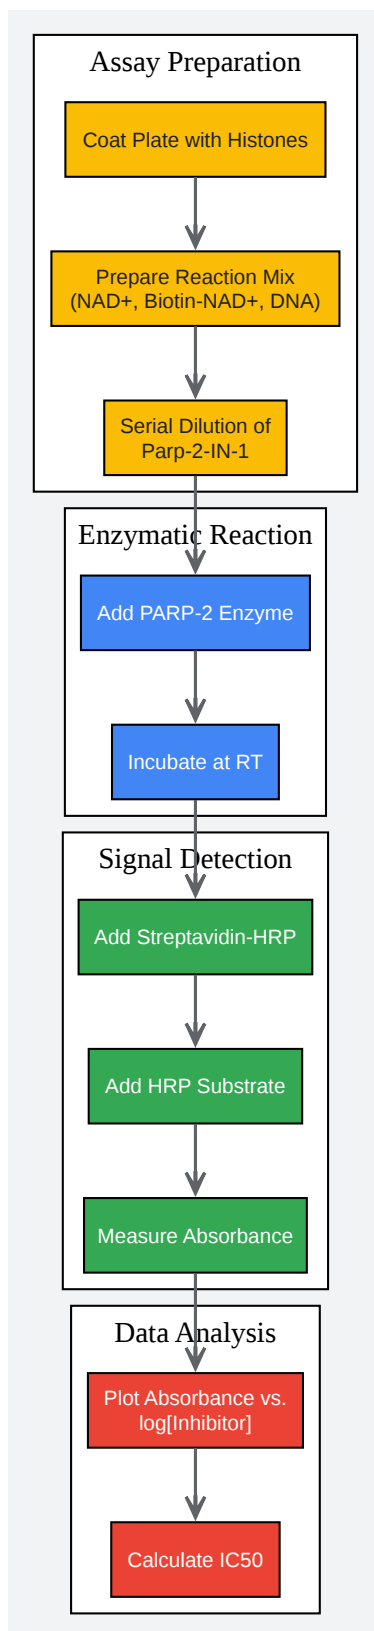 Assay Preparation
Coat Plate with Histones
Prepare Reaction Mix
(NAD+, Biotin-NAD+, DNA)
Serial Dilution of
Parp-2-IN-1
Enzymatic Reaction
Add PARP-2 Enzyme
Incubate at RT
Signal Detection
Add Streptavidin-HRP
Add HRP Substrate
Measure Absorbance
Data Analysis
Plot Absorbance vs.
log[Inhibitor]
Calculate IC50